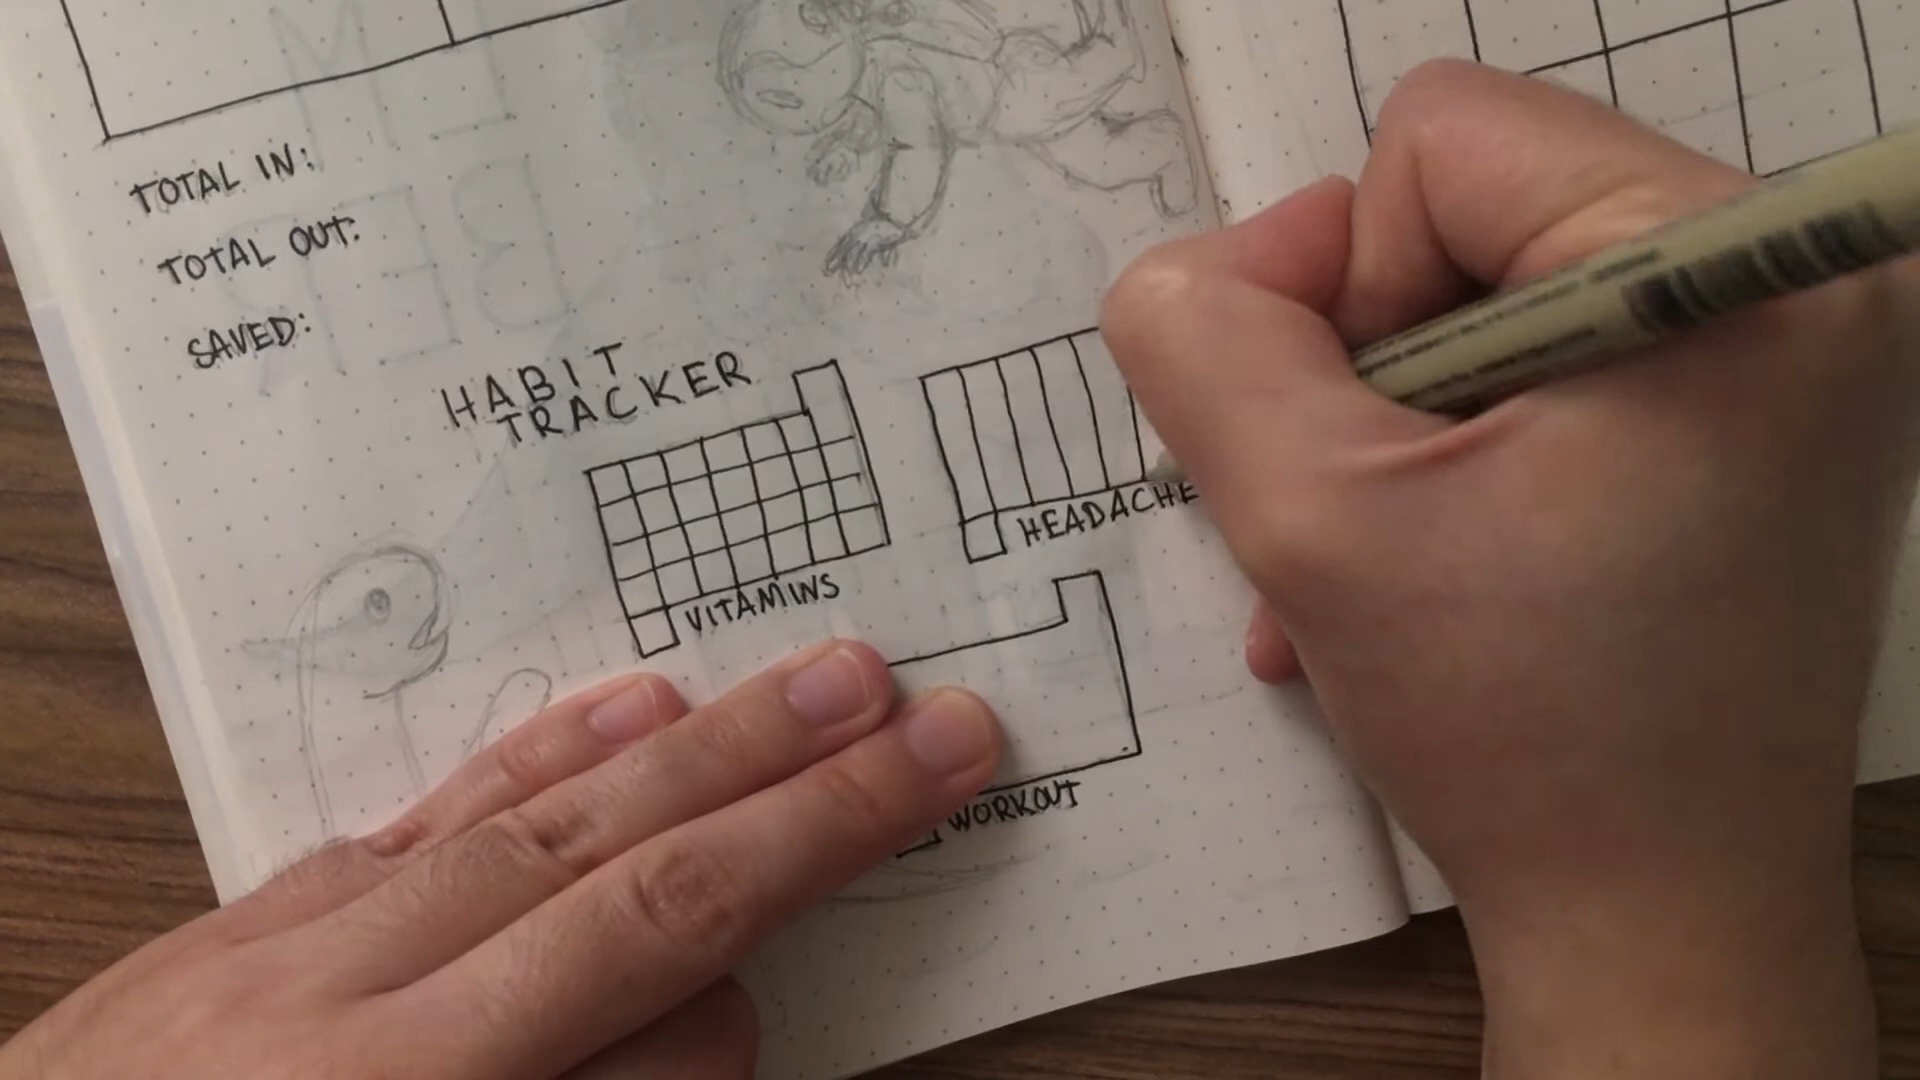 TOTAL IN:
TOTAL OUT:
SAVED:
HABIT
TRACKER
VITAMINS
HEADACHE
WORKOUT